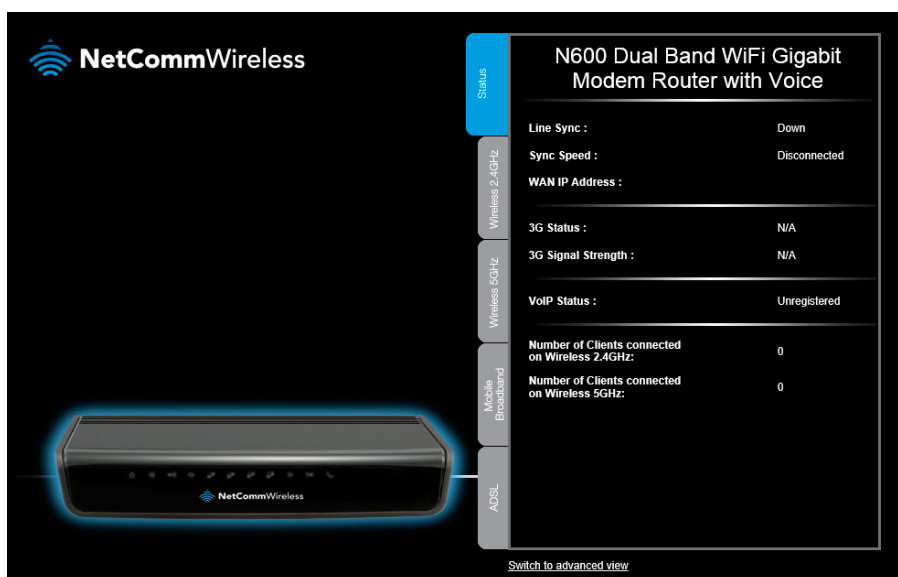 NetCommWireless
Status
Wireless 2.4GHz
Wireless 5GHz
Mobile
Broadband
ADSL
N600 Dual Band WiFi Gigabit
Modem Router with Voice
Line Sync : Down
Sync Speed : Disconnected
WAN IP Address :
3G Status : N/A
3G Signal Strength : N/A
VoIP Status : Unregistered
Number of Clients connected
on Wireless 2.4GHz: 0
Number of Clients connected
on Wireless 5GHz: 0
NetCommWireless
Switch to advanced view